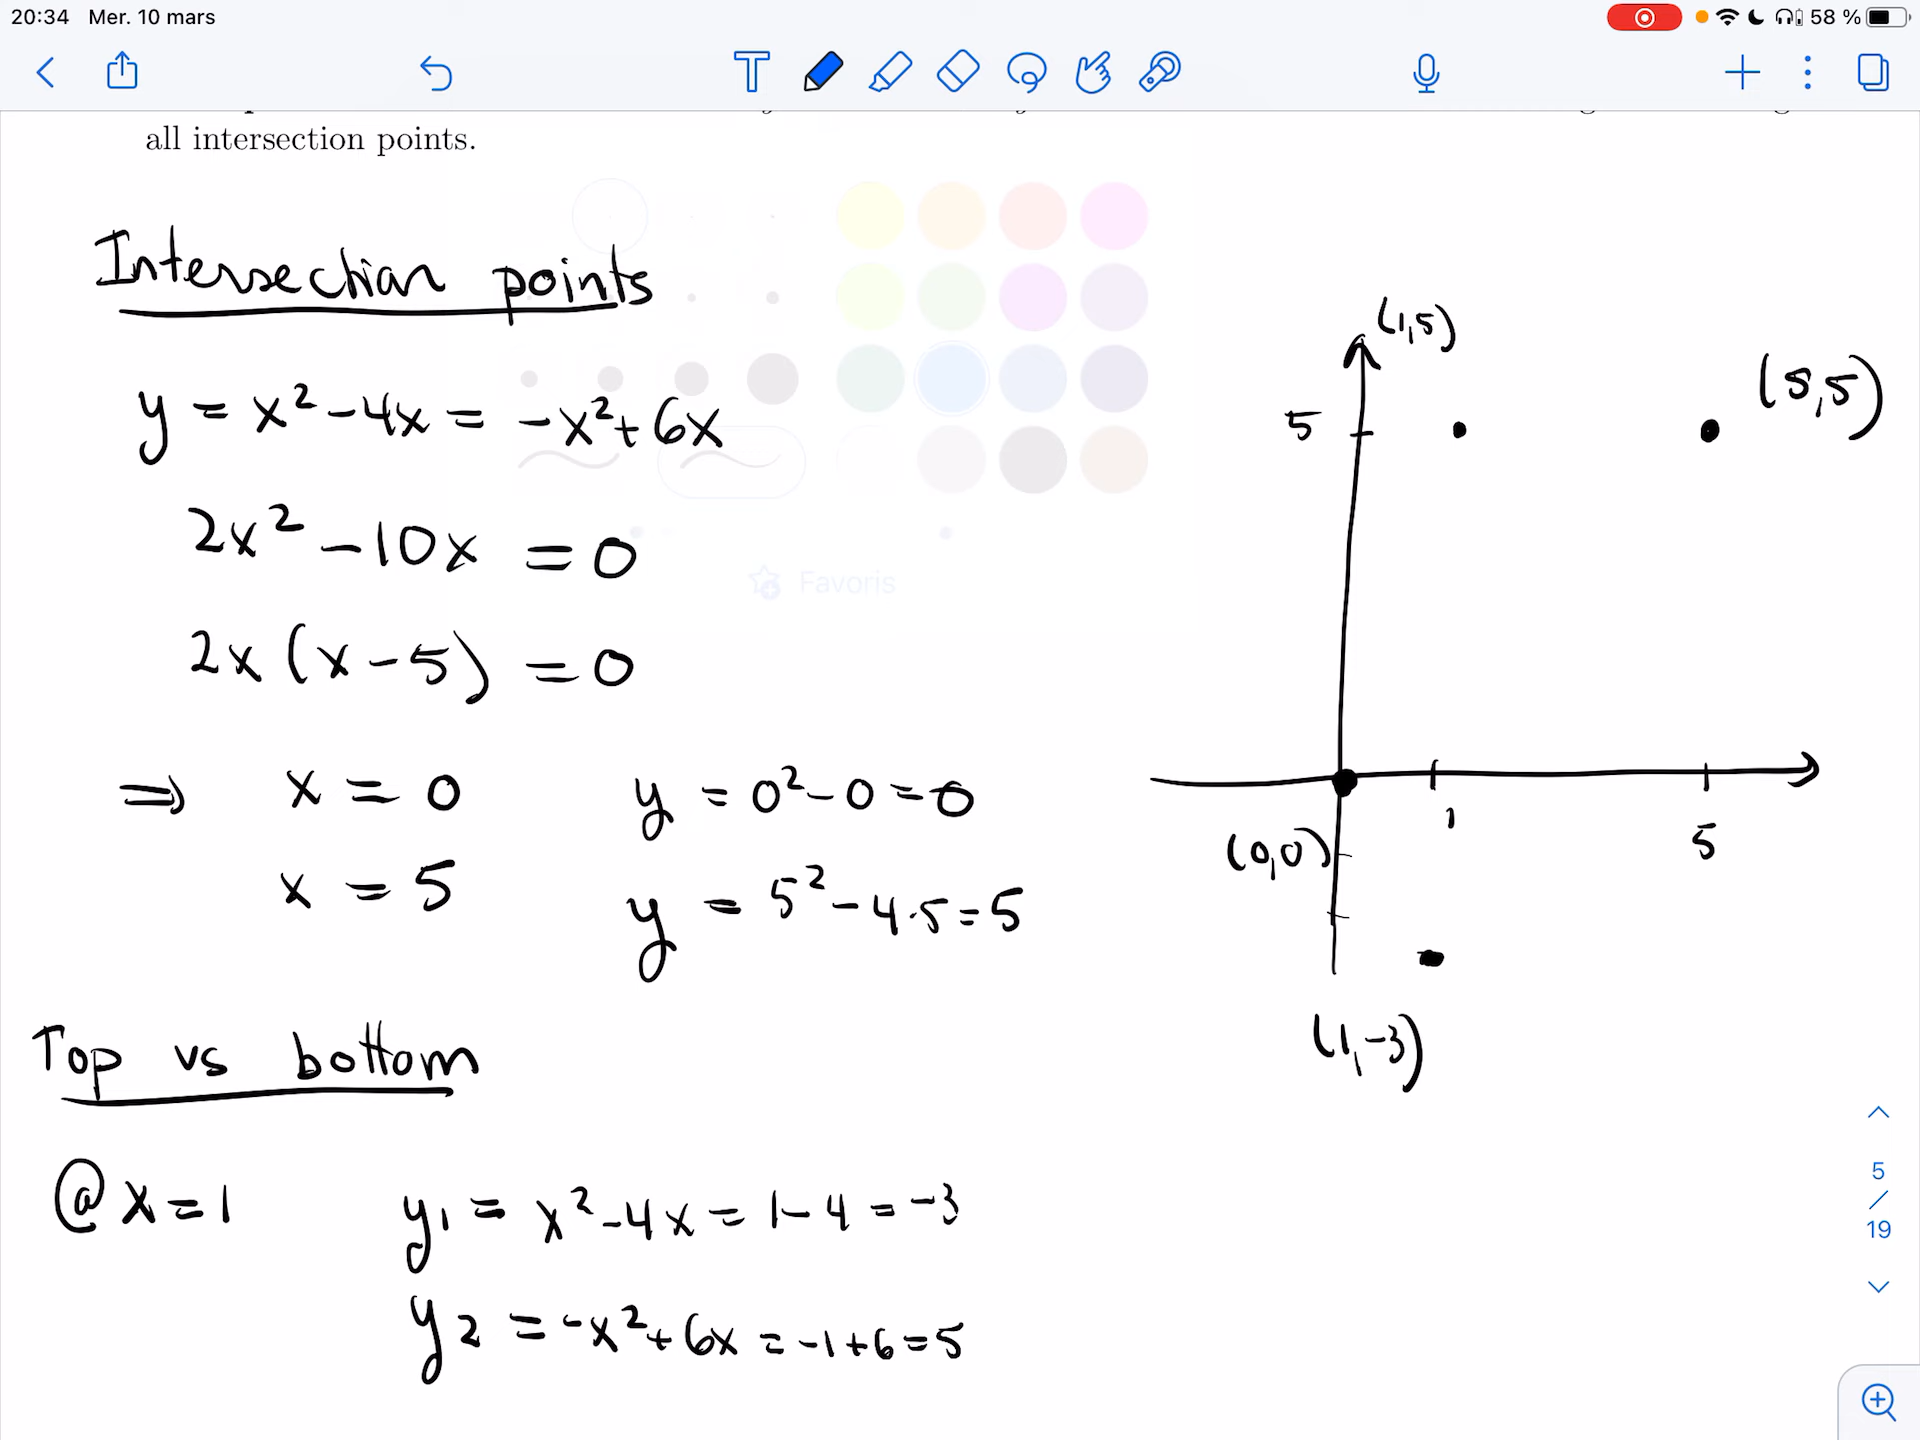 20:34 Mer. 10 mars 58 %
T
all intersection points.
Intersection points
y = x² - 4x = -x² + 6x
2x² - 10x = 0
Favoris
2x (x - 5) = 0
⇒ x = 0 y = 0² - 0 = 0
x = 5 y = 5² - 4·5 = 5
Top vs bottom
@ x = 1 y₁ = x² - 4x = 1 - 4 = -3
y₂ = -x² + 6x = -1 + 6 = 5
(1,5)
(5,5)
5
1
5
(0,0)
(1,-3)
5
/
19